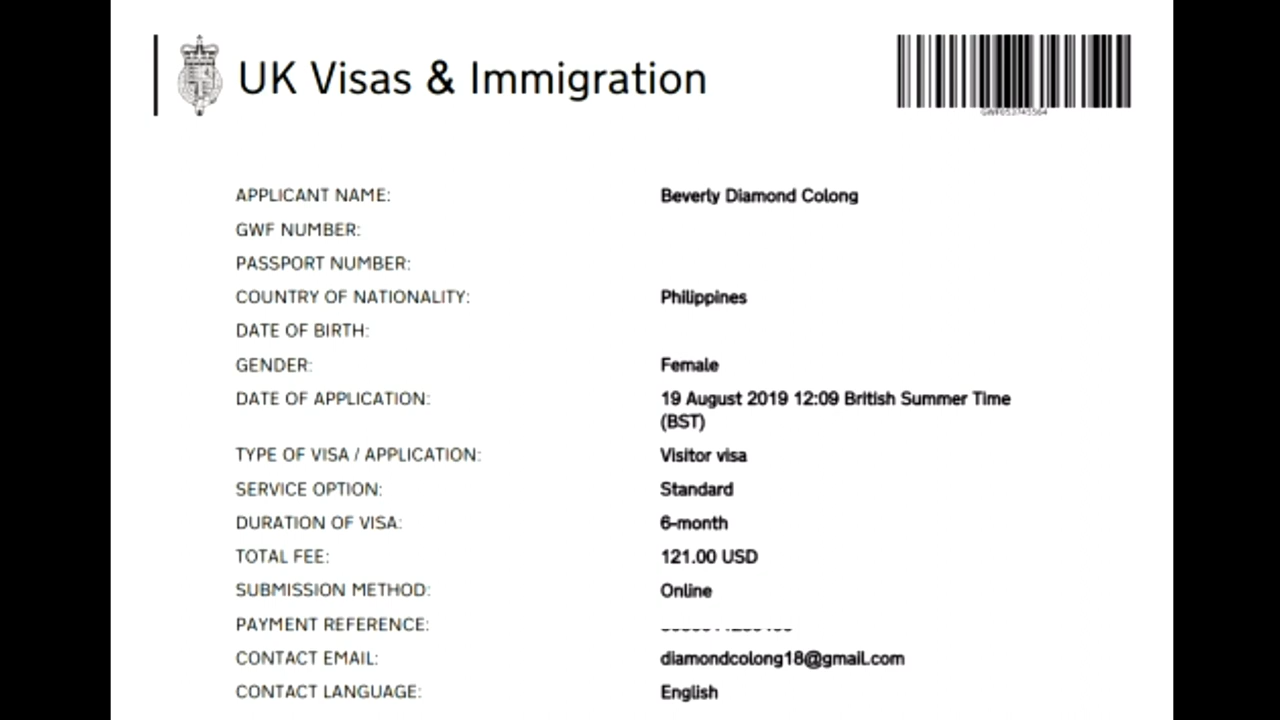 UK Visas & Immigration
APPLICANT NAME: Beverly Diamond Colong
GWF NUMBER:
PASSPORT NUMBER:
COUNTRY OF NATIONALITY: Philippines
DATE OF BIRTH:
GENDER: Female
DATE OF APPLICATION: 19 August 2019 12:09 British Summer Time
(BST)
TYPE OF VISA / APPLICATION: Visitor visa
SERVICE OPTION: Standard
DURATION OF VISA: 6-month
TOTAL FEE: 121.00 USD
SUBMISSION METHOD: Online
PAYMENT REFERENCE:
CONTACT EMAIL: diamondcolong18@gmail.com
CONTACT LANGUAGE: English